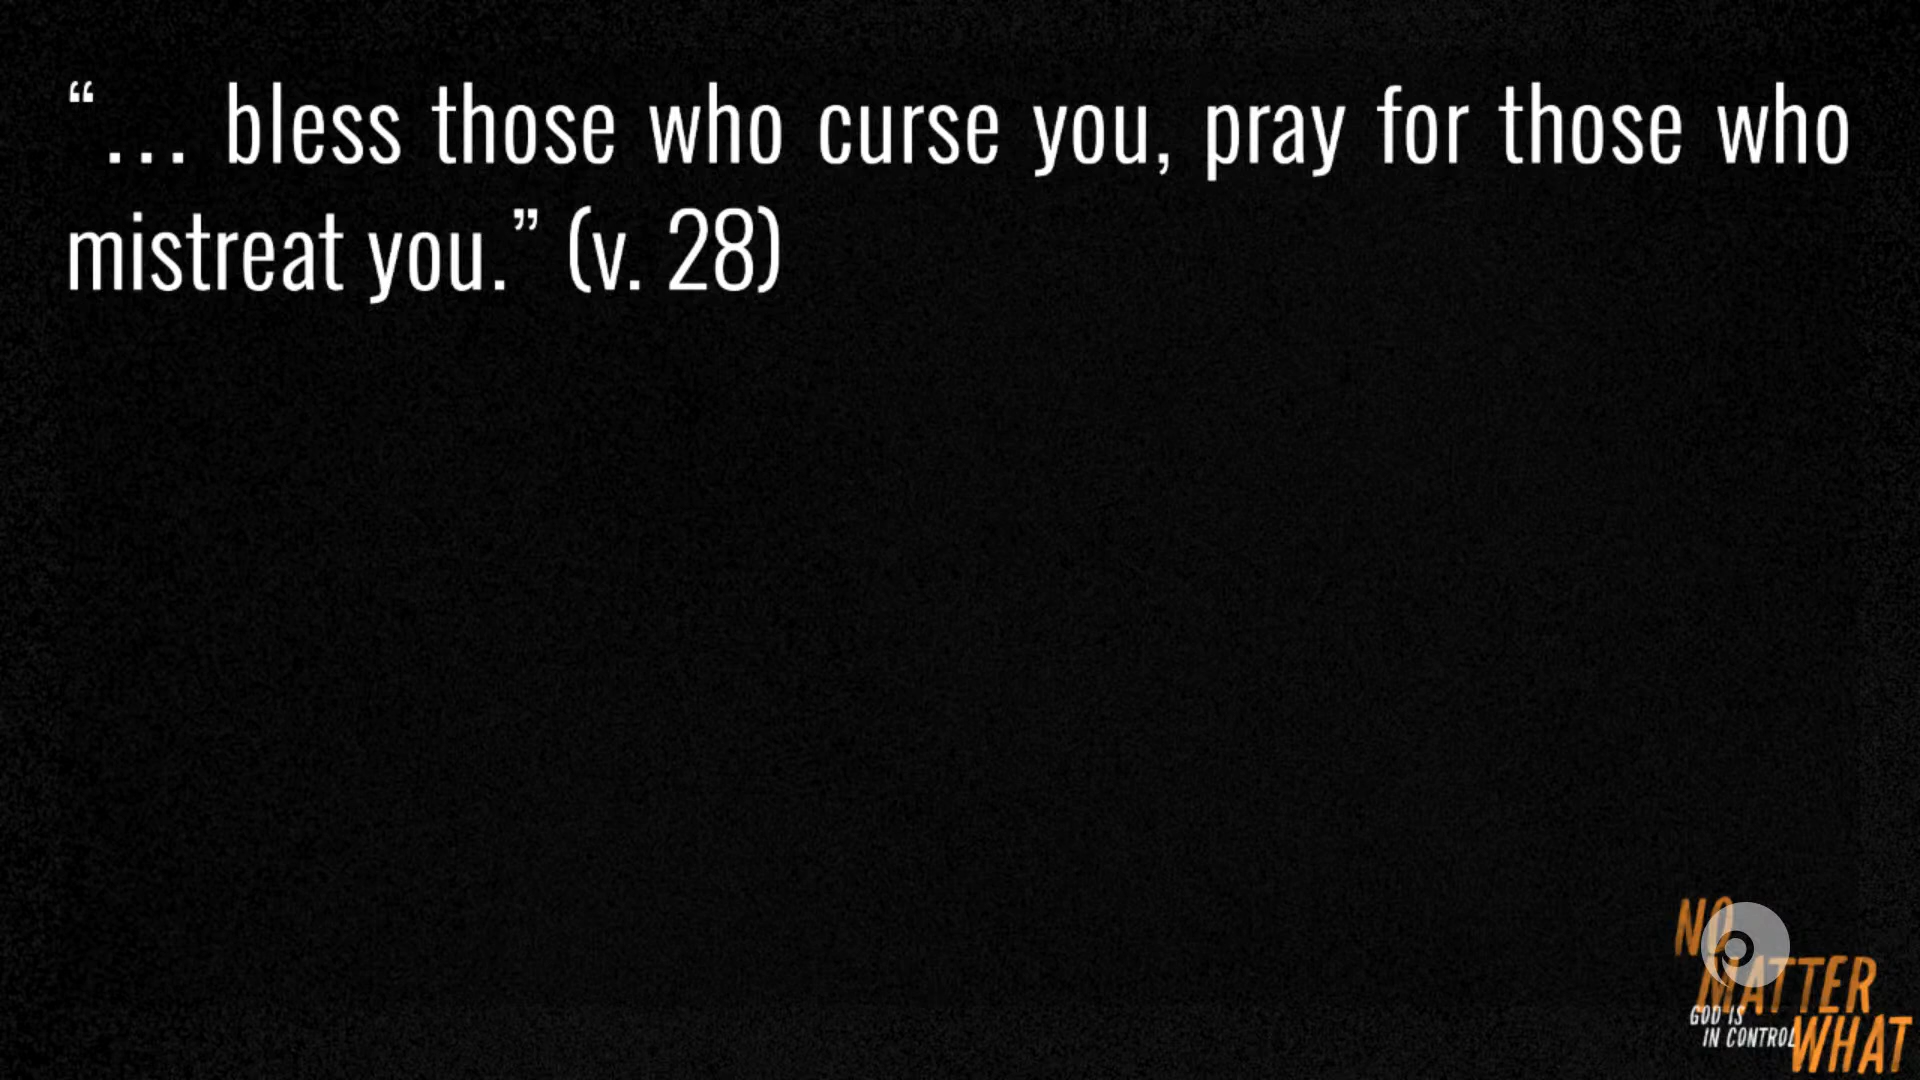 “… bless those who curse you, pray for those who
mistreat you.” (v. 28)
NO
MATTER
GOD IS
IN CONTROL
WHAT